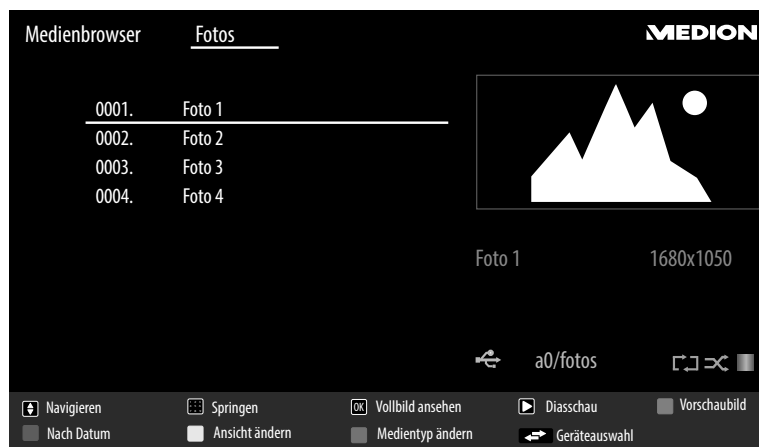 Medienbrowser Fotos MEDION
0001. Foto 1
0002. Foto 2
0003. Foto 3
0004. Foto 4
Foto 1 1680x1050
a0/fotos
Navigieren Springen OK Vollbild ansehen Diasschau Vorschaubild
Nach Datum Ansicht ändern Medientyp ändern Geräteauswahl